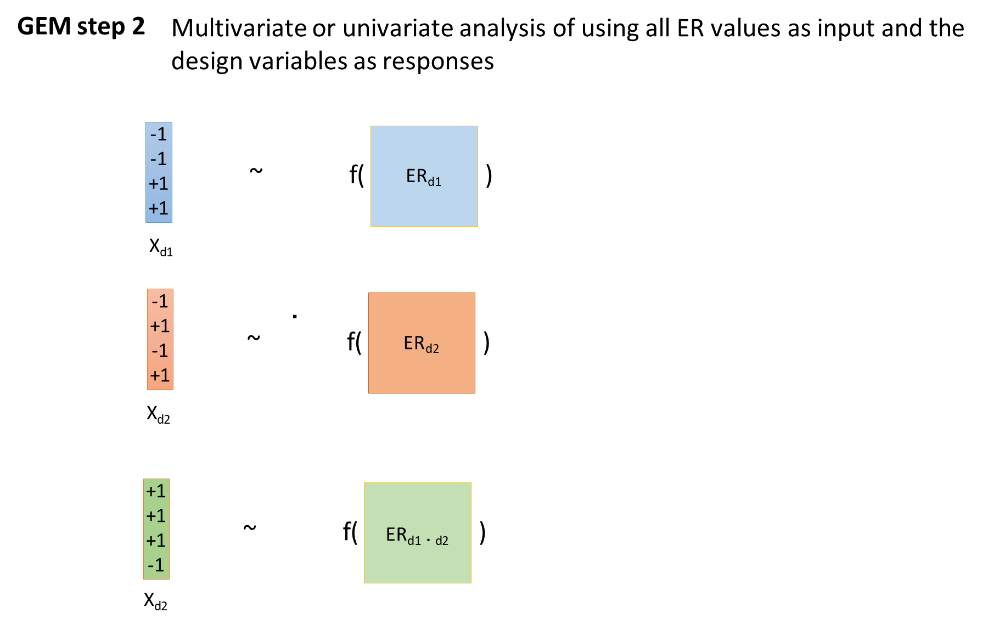 GEM step 2 Multivariate or univariate analysis of using all ER values as input and the
design variables as responses
-1
-1
+1
+1
~ f( ERd1 )
Xd1
-1
+1
-1
+1
~ f( ERd2 )
Xd2
+1
+1
+1
-1
~ f( ERd1 · d2 )
Xd2